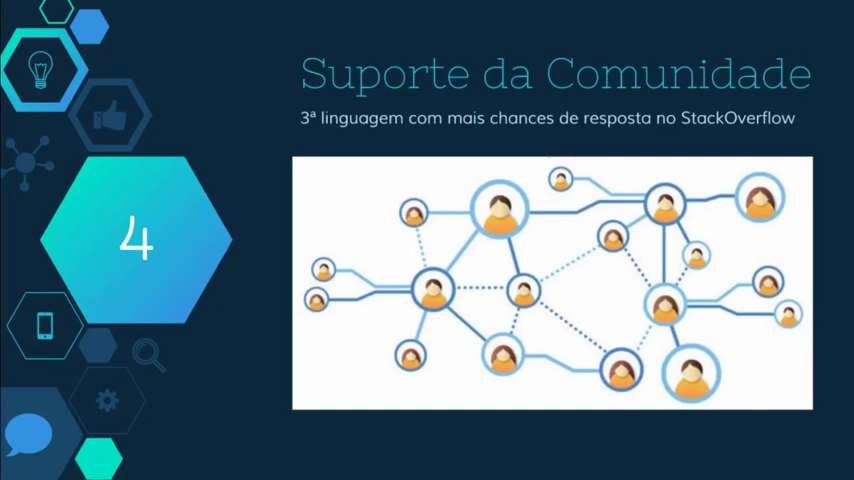 Suporte da Comunidade
3ª linguagem com mais chances de resposta no StackOverflow
4